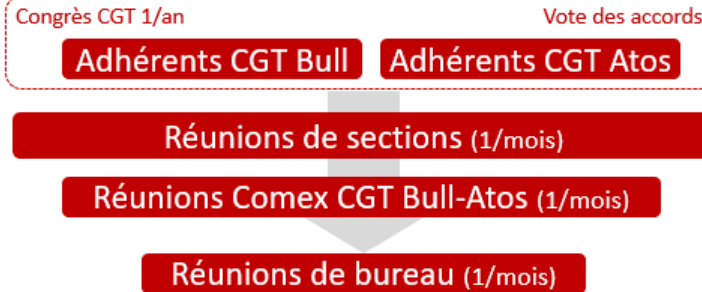 Congrès CGT 1/an Vote des accords
Adhérents CGT Bull Adhérents CGT Atos
Réunions de sections (1/mois)
Réunions Comex CGT Bull-Atos (1/mois)
Réunions de bureau (1/mois)